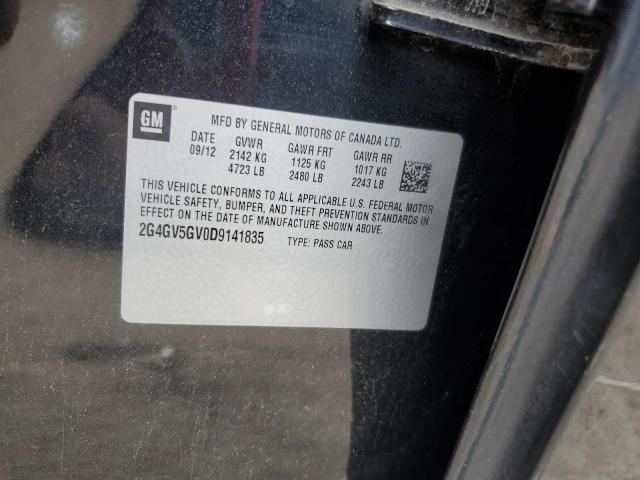 GM
MFD BY GENERAL MOTORS OF CANADA LTD.
DATE GVWR GAWR FRT GAWR RR
09/12 2142 KG 1125 KG 1017 KG
4723 LB 2480 LB 2243 LB
THIS VEHICLE CONFORMS TO ALL APPLICABLE U.S. FEDERAL MOTOR
VEHICLE SAFETY, BUMPER, AND THEFT PREVENTION STANDARDS IN
EFFECT ON THE DATE OF MANUFACTURE SHOWN ABOVE.
2G4GV5GV0D9141835 TYPE: PASS CAR